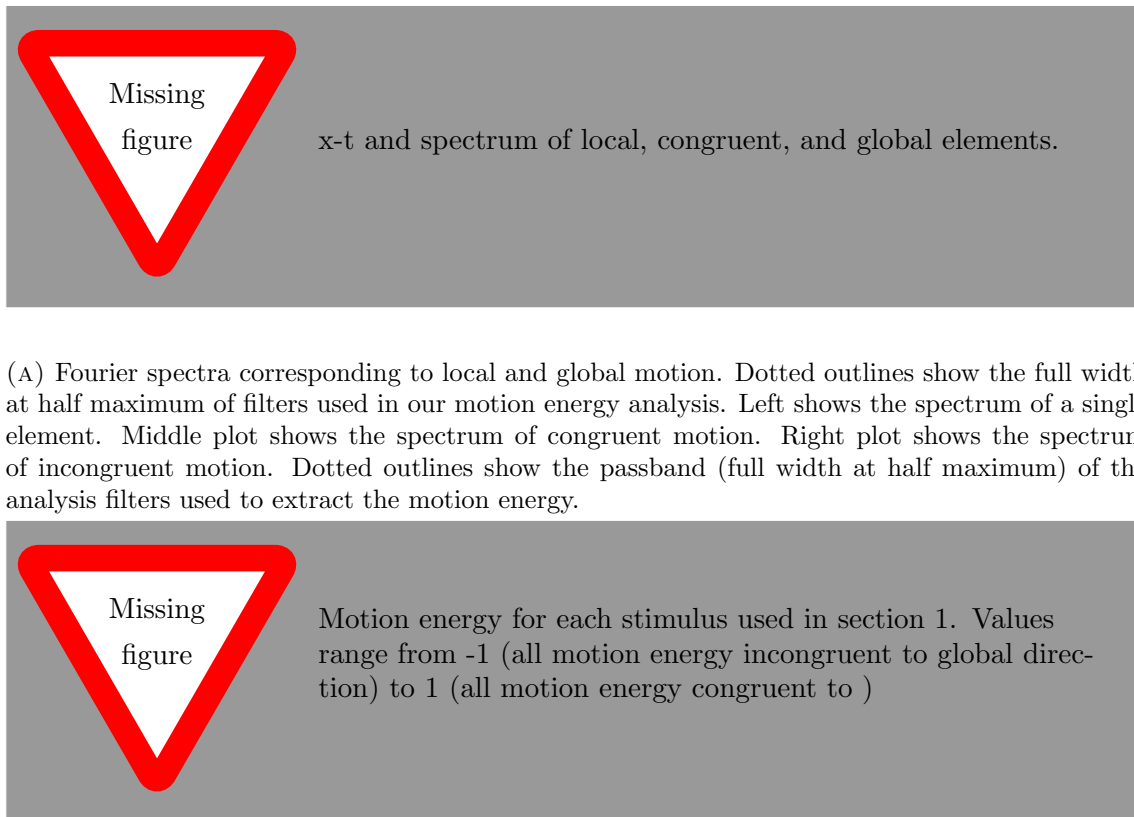 Missing
figure
x-t and spectrum of local, congruent, and global elements.
(A) Fourier spectra corresponding to local and global motion. Dotted outlines show the full width
at half maximum of filters used in our motion energy analysis. Left shows the spectrum of a singl
element. Middle plot shows the spectrum of congruent motion. Right plot shows the spectrum
of incongruent motion. Dotted outlines show the passband (full width at half maximum) of th
analysis filters used to extract the motion energy.
Missing
figure
Motion energy for each stimulus used in section 1. Values
range from -1 (all motion energy incongruent to global direc-
tion) to 1 (all motion energy congruent to )